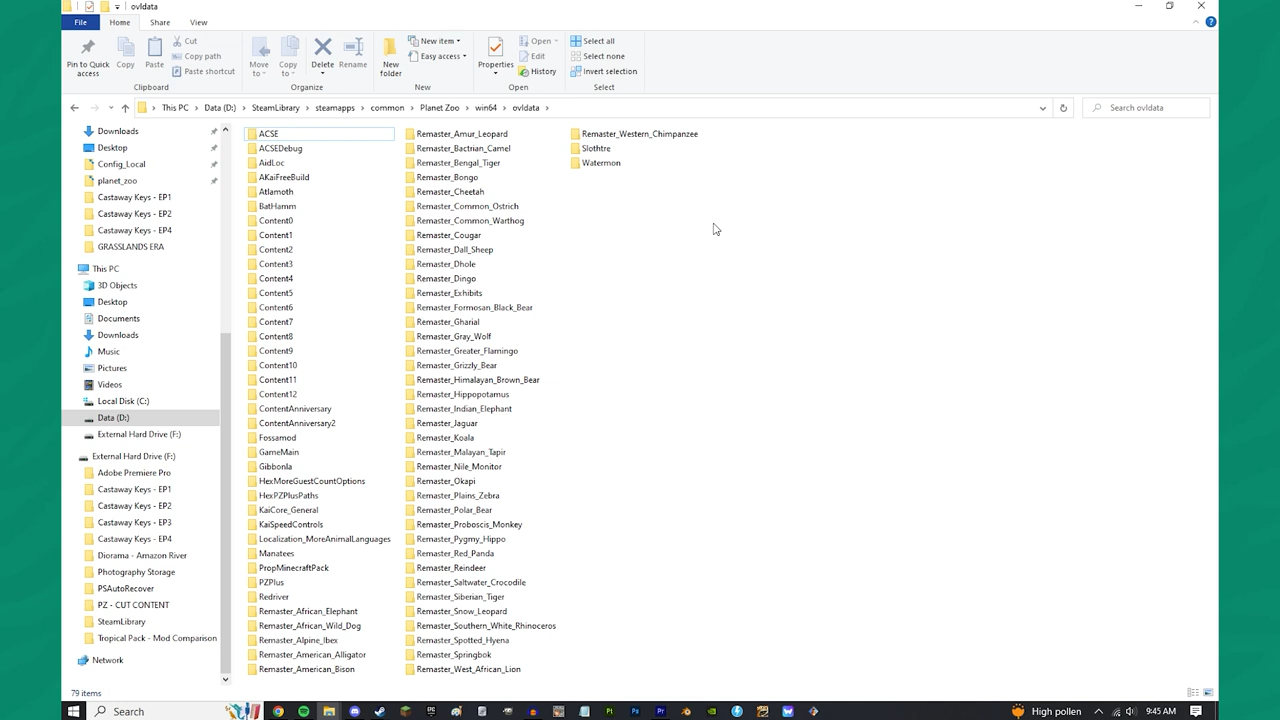 ovldata
File
Home
Share
View
Pin to Quick access
Copy
Paste
Cut
Copy path
Paste shortcut
Clipboard
Move to
Copy to
Delete
Rename
Organize
New folder
New item
Easy access
New
Properties
Open
Edit
History
Open
Select all
Select none
Invert selection
Select
This PC > Data (D:) > SteamLibrary > steamapps > common > Planet Zoo > win64 > ovldata >
Search ovldata
Downloads
Desktop
Config_Local
planet_zoo
Castaway Keys - EP1
Castaway Keys - EP2
Castaway Keys - EP4
GRASSLANDS ERA
This PC
3D Objects
Desktop
Documents
Downloads
Music
Pictures
Videos
Local Disk (C:)
Data (D:)
External Hard Drive (F:)
External Hard Drive (F:)
Adobe Premiere Pro
Castaway Keys - EP1
Castaway Keys - EP2
Castaway Keys - EP3
Castaway Keys - EP4
Diorama - Amazon River
Photography Storage
PSAutoRecover
PZ - CUT CONTENT
SteamLibrary
Tropical Pack - Mod Comparison
Network
ACSE
ACSEDebug
AidLoc
AKaiFreeBuild
Atlamoth
BatHamm
Content0
Content1
Content2
Content3
Content4
Content5
Content6
Content7
Content8
Content9
Content10
Content11
Content12
ContentAnniversary
ContentAnniversary2
Fossamod
GameMain
Gibbonla
HexMoreGuestCountOptions
HexPZPlusPaths
KaiCore_General
KaiSpeedControls
Localization_MoreAnimalLanguages
Manatees
PropMinecraftPack
PZPlus
Redriver
Remaster_African_Elephant
Remaster_African_Wild_Dog
Remaster_Alpine_Ibex
Remaster_American_Alligator
Remaster_American_Bison
Remaster_Amur_Leopard
Remaster_Bactrian_Camel
Remaster_Bengal_Tiger
Remaster_Bongo
Remaster_Cheetah
Remaster_Common_Ostrich
Remaster_Common_Warthog
Remaster_Cougar
Remaster_Dall_Sheep
Remaster_Dhole
Remaster_Dingo
Remaster_Exhibits
Remaster_Formosan_Black_Bear
Remaster_Gharial
Remaster_Gray_Wolf
Remaster_Greater_Flamingo
Remaster_Grizzly_Bear
Remaster_Himalayan_Brown_Bear
Remaster_Hippopotamus
Remaster_Indian_Elephant
Remaster_Jaguar
Remaster_Koala
Remaster_Malayan_Tapir
Remaster_Nile_Monitor
Remaster_Okapi
Remaster_Plains_Zebra
Remaster_Polar_Bear
Remaster_Proboscis_Monkey
Remaster_Pygmy_Hippo
Remaster_Red_Panda
Remaster_Reindeer
Remaster_Saltwater_Crocodile
Remaster_Siberian_Tiger
Remaster_Snow_Leopard
Remaster_Southern_White_Rhinoceros
Remaster_Spotted_Hyena
Remaster_Springbok
Remaster_West_African_Lion
Remaster_Western_Chimpanzee
Slothtre
Watermon
79 items
Search
High pollen
9:45 AM